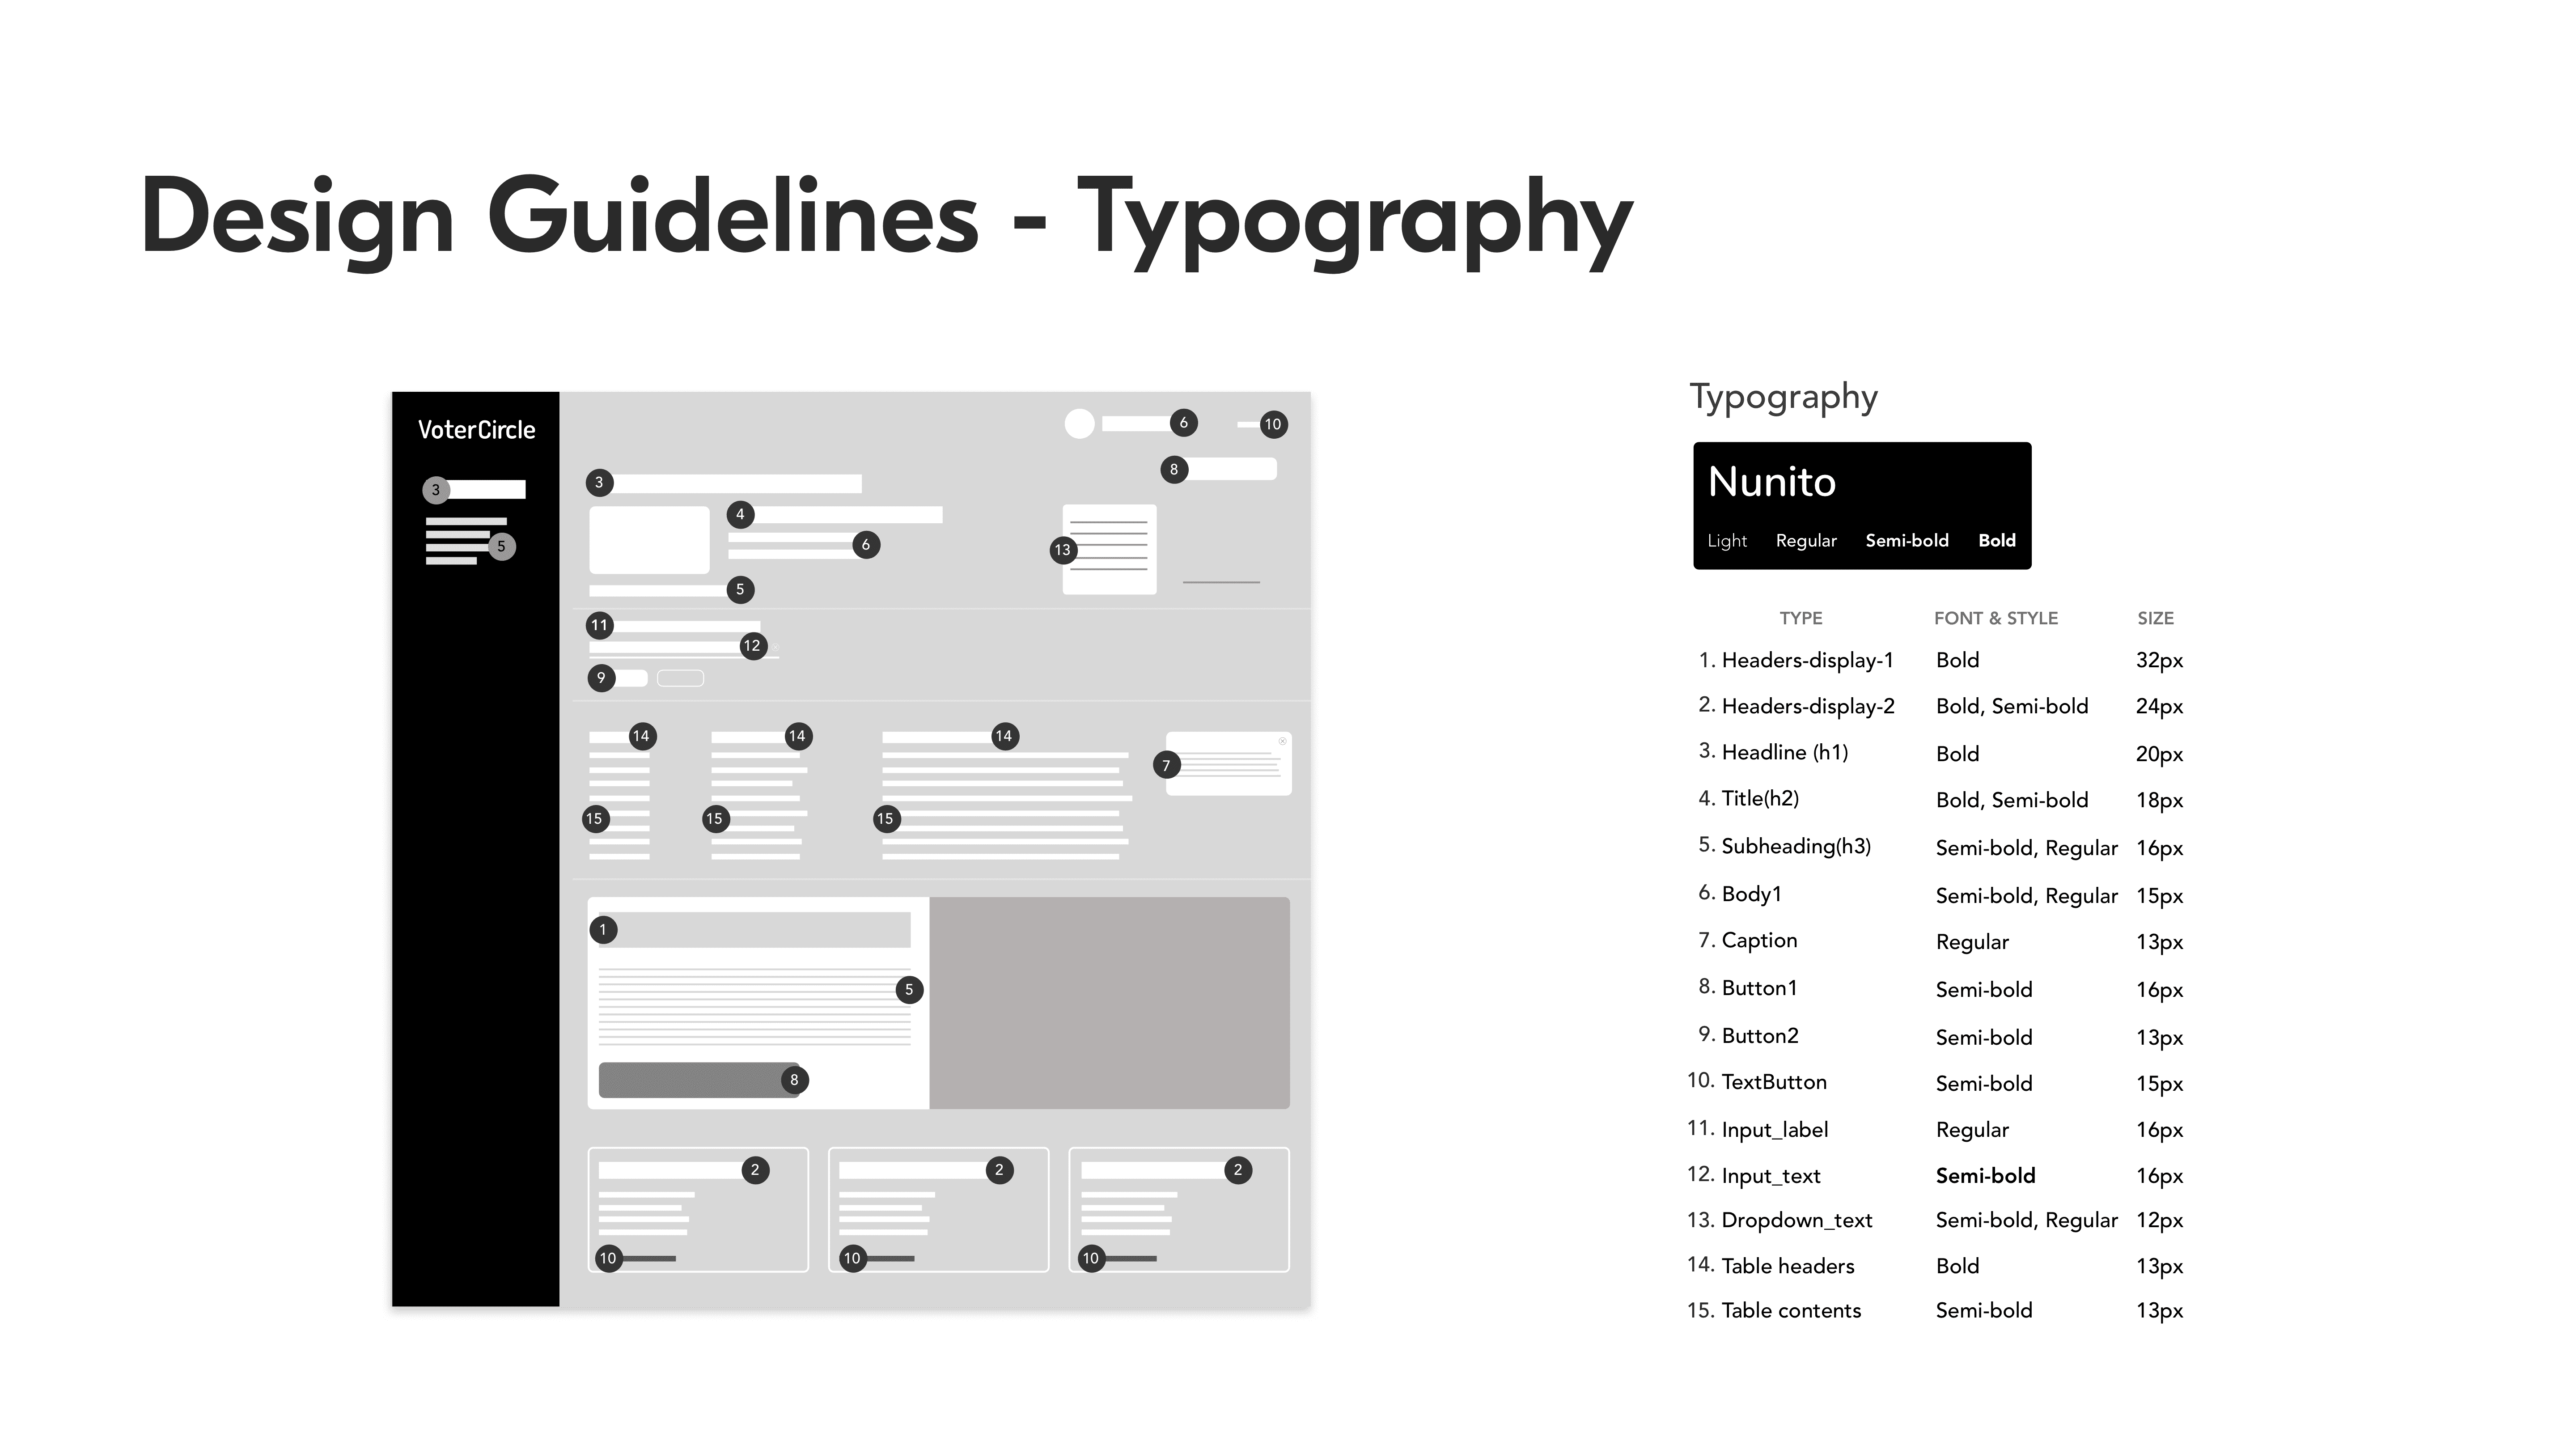 Design Guidelines - Typography
VoterCircle
3
5
6
10
8
3
4
6
13
5
11
12
9
14
14
14
7
15
15
15
1
5
8
2
2
2
10
10
10
Typography
Nunito
Light Regular Semi-bold Bold
TYPE FONT & STYLE SIZE
1. Headers-display-1 Bold 32px
2. Headers-display-2 Bold, Semi-bold 24px
3. Headline (h1) Bold 20px
4. Title(h2) Bold, Semi-bold 18px
5. Subheading(h3) Semi-bold, Regular 16px
6. Body1 Semi-bold, Regular 15px
7. Caption Regular 13px
8. Button1 Semi-bold 16px
9. Button2 Semi-bold 13px
10. TextButton Semi-bold 15px
11. Input_label Regular 16px
12. Input_text Semi-bold 16px
13. Dropdown_text Semi-bold, Regular 12px
14. Table headers Bold 13px
15. Table contents Semi-bold 13px